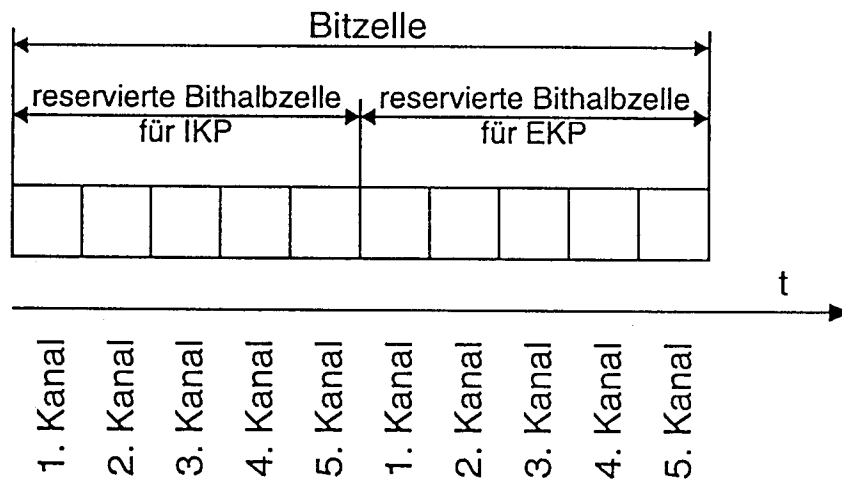 Bitzelle
reservierte Bithalbzelle
für IKP
reservierte Bithalbzelle
für EKP
t
1. Kanal
2. Kanal
3. Kanal
4. Kanal
5. Kanal
1. Kanal
2. Kanal
3. Kanal
4. Kanal
5. Kanal